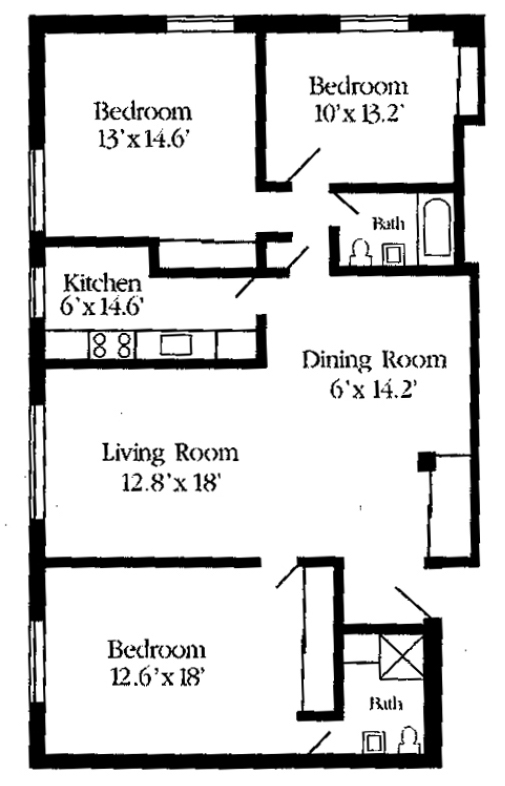 Bedroom
13'x14.6'
Bedroom
10'x 13.2'
Bath
Kitchen
6'x 14.6'
Dining Room
6'x 14.2'
Living Room
12.8'x 18'
Bedroom
12.6'x 18'
Bath